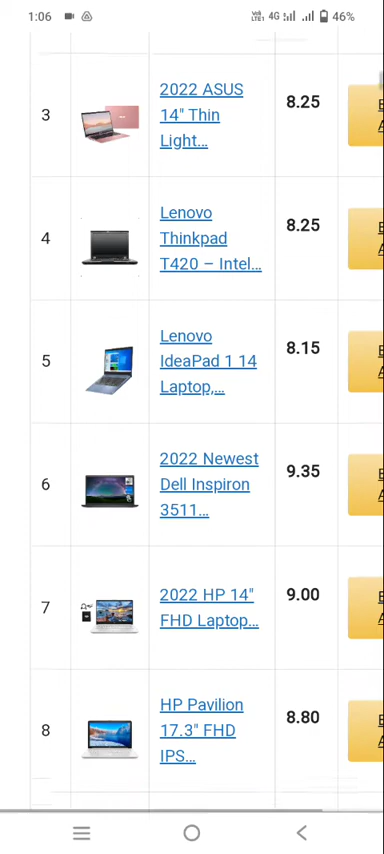 1:06 4G 46%
3
2022 ASUS
14" Thin
Light...
8.25
4
Lenovo
Thinkpad
T420 – Intel...
8.25
5
Lenovo
IdeaPad 1 14
Laptop,...
8.15
6
2022 Newest
Dell Inspiron
3511...
9.35
7
2022 HP 14"
FHD Laptop...
9.00
8
HP Pavilion
17.3" FHD
IPS...
8.80